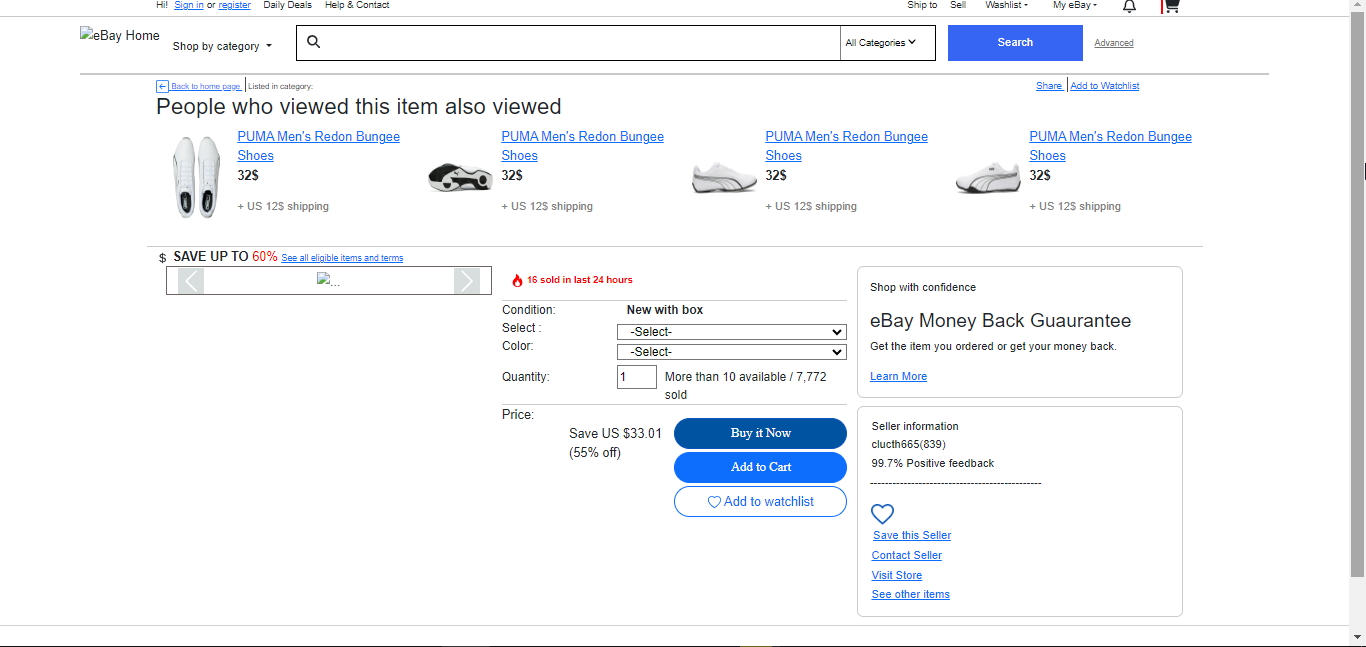 Hi! Sign in or register Daily Deals Help & Contact Ship to Sell Washlist My eBay
eBay Home Shop by category All Categories Search Advanced
Back to home page Listed in category: Share Add to Watchlist
People who viewed this item also viewed
PUMA Men's Redon Bungee Shoes
32$
+ US 12$ shipping
PUMA Men's Redon Bungee Shoes
32$
+ US 12$ shipping
PUMA Men's Redon Bungee Shoes
32$
+ US 12$ shipping
PUMA Men's Redon Bungee Shoes
32$
+ US 12$ shipping
$ SAVE UP TO 60% See all eligible items and terms
...
16 sold in last 24 hours
Condition: New with box
Select : -Select-
Color: -Select-
Quantity: 1 More than 10 available / 7,772
sold
Price:
Save US $33.01
(55% off)
Buy it Now
Add to Cart
Add to watchlist
Shop with confidence
eBay Money Back Guaurantee
Get the item you ordered or get your money back.
Learn More
Seller information
clucth665(839)
99.7% Positive feedback
-----------------------------------------------
Save this Seller
Contact Seller
Visit Store
See other items